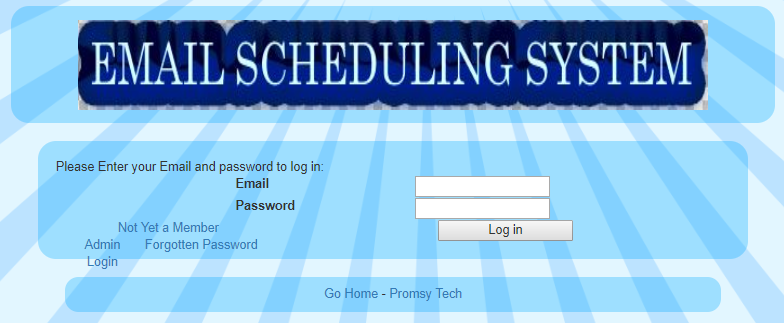 EMAIL SCHEDULING SYSTEM
Please Enter your Email and password to log in:
Email
Password
Not Yet a Member
Log in
Admin Forgotten Password
Login
Go Home - Promsy Tech